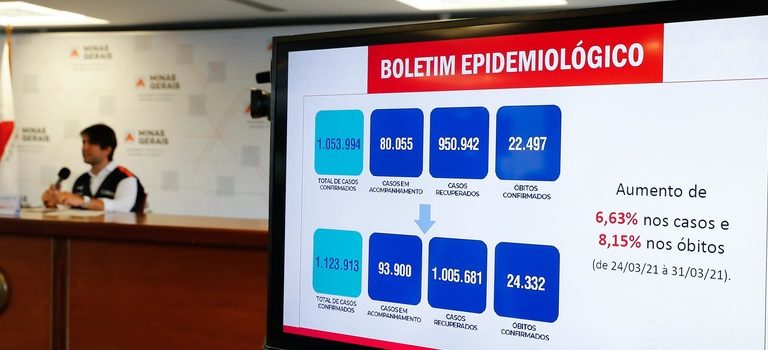 BOLETIM EPIDEMIOLÓGICO
1.053.994
80.055
950.942
22.497
TOTAL DE CASOS
CONFIRMADOS
CASOS EM
ACOMPANHAMENTO
CASOS
RECUPERADOS
ÓBITOS
CONFIRMADOS
1.123.913
93.900
1.005.681
24.332
TOTAL DE CASOS
CONFIRMADOS
CASOS EM
ACOMPANHAMENTO
CASOS
RECUPERADOS
ÓBITOS
CONFIRMADOS
Aumento de
6,63% nos casos e
8,15% nos óbitos
(de 24/03/21 à 31/03/21).
MINAS
GERAIS
MINAS
GERAIS
MINAS
GERAIS
MINAS
GERAIS